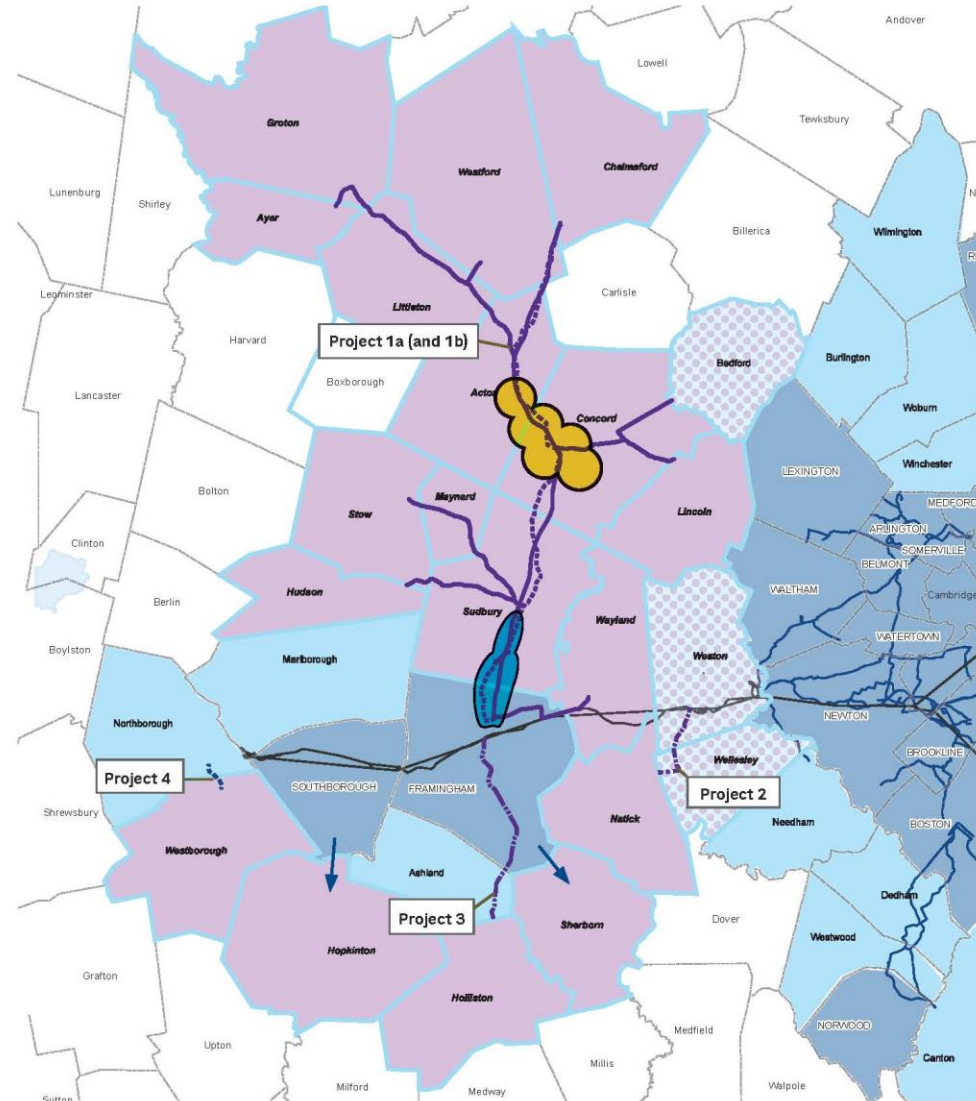 Andover
Lowell
Tewksbury
Groton
Westford
Chelmsford
Lunenburg
Shirley
Ayer
Billerica
Wilmington
Leominster
Littleton
Carlisle
Harvard
Project 1a (and 1b)
Boxborough
Bedford
Burlington
Lancaster
Concord
Woburn
Winchester
LEXINGTON
MEDFORD
Bolton
Stow
Maynard
Lincoln
ARLINGTON
SOMERVILLE
Clinton
BELMONT
Berlin
Hudson
Sudbury
Wayland
WALTHAM
Cambridge
WATERTOWN
Boylston
Marlborough
Weston
Northborough
NEWTON
BROOKLINE
Project 4
SOUTHBOROUGH
FRAMINGHAM
Wellesley
Project 2
Shrewsbury
Natick
Needham
BOSTON
Westborough
Ashland
Dedham
Project 3
Sherborn
Dover
Westwood
Hopkinton
Grafton
Holliston
Medfield
NORWOOD
Upton
Millis
Canton
Milford
Medway
Walpole